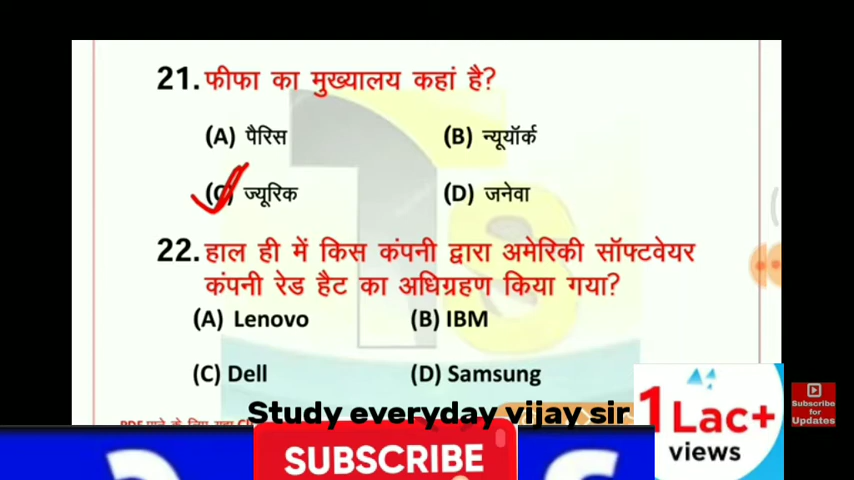 21. फीफा का मुख्यालय कहां है?
(A) पैरिस (B) न्यूयॉर्क
(C) ज्यूरिक (D) जनेवा
22. हाल ही में किस कंपनी द्वारा अमेरिकी सॉफ्टवेयर
कंपनी रेड हैट का अधिग्रहण किया गया?
(A) Lenovo (B) IBM
(C) Dell (D) Samsung
Study everyday vijay sir
1 Lac+
views
Subscribe
for
Updates
SUBSCRIBE